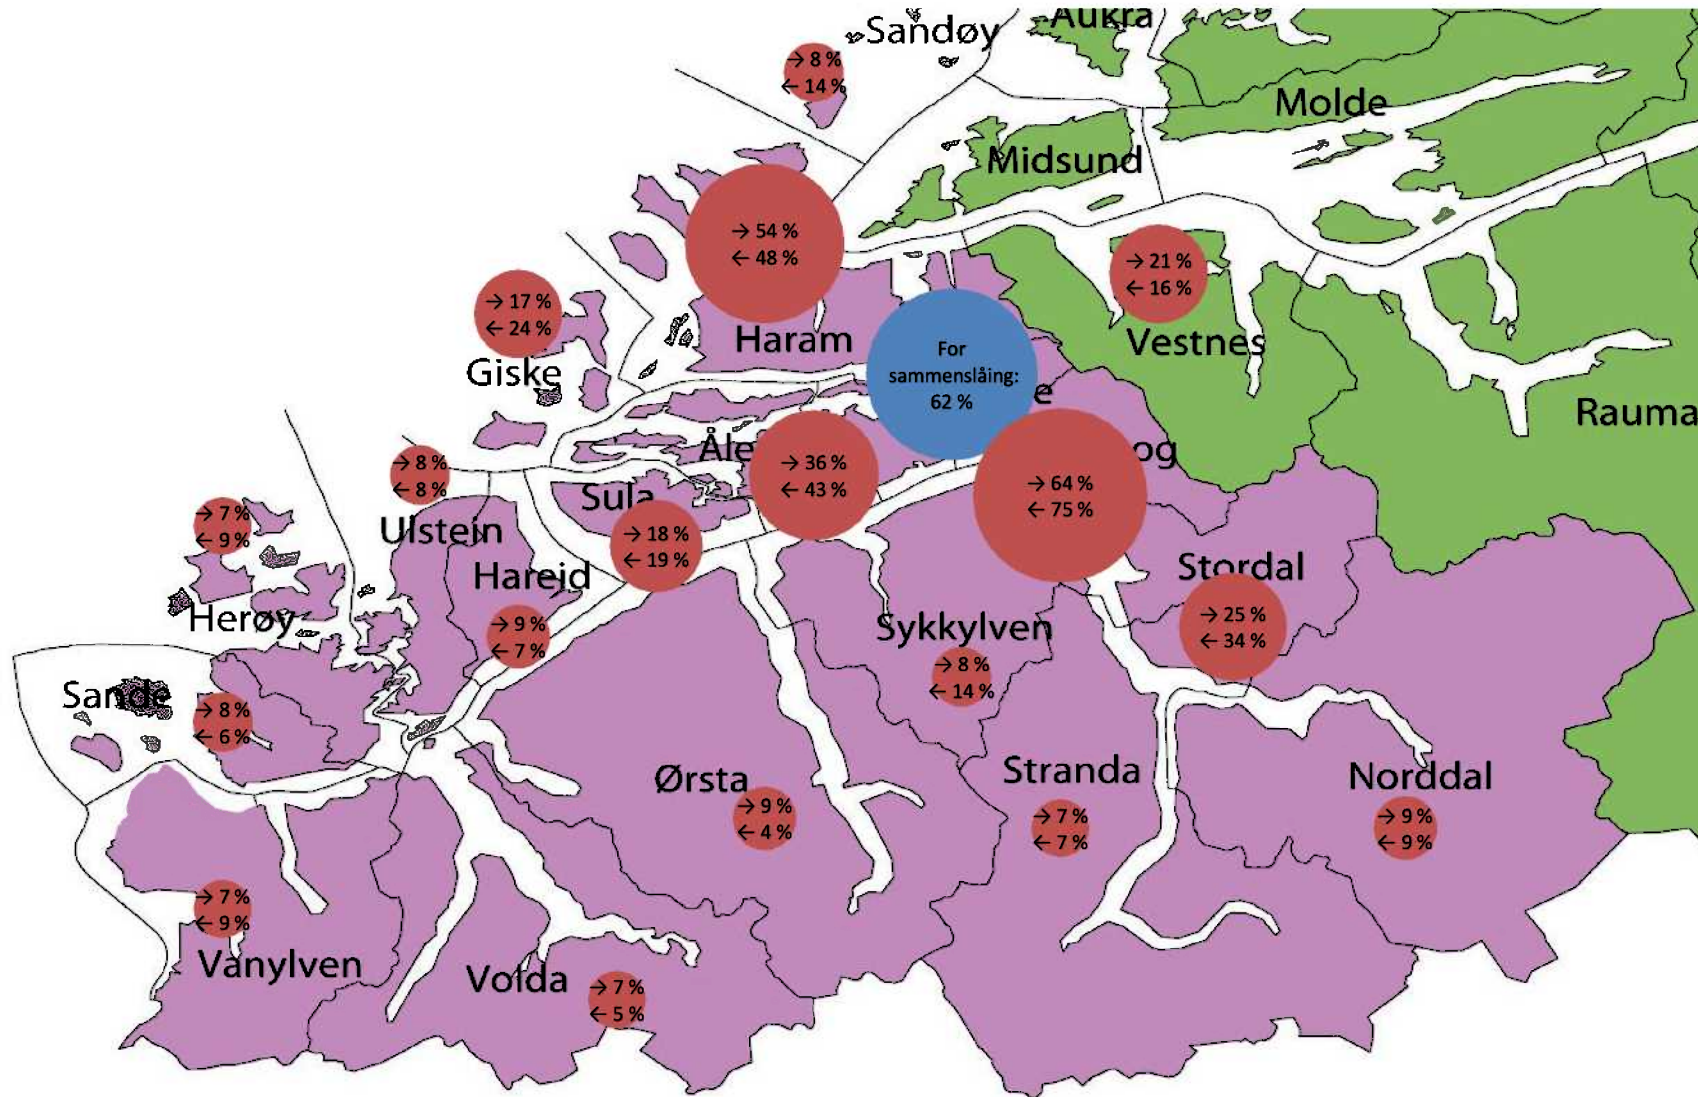 Sandøy
Aukra
→ 8 %
← 14 %
Molde
Midsund
→ 54 %
← 48 %
→ 21 %
← 16 %
→ 17 %
← 24 %
Haram
Vestnes
For
sammenslåing:
62 %
Giske
e
Rauma
Åle
og
→ 36 %
← 43 %
→ 8 %
← 8 %
→ 64 %
← 75 %
Sula
→ 7 %
← 9 %
Ulstein
→ 18 %
← 19 %
Hareid
Stordal
Herøy
→ 9 %
← 7 %
Sykkylven
→ 25 %
← 34 %
→ 8 %
← 14 %
Sande
→ 8 %
← 6 %
Ørsta
Stranda
Norddal
→ 9 %
← 4 %
→ 7 %
← 7 %
→ 9 %
← 9 %
→ 7 %
← 9 %
Vanylven
Volda
→ 7 %
← 5 %